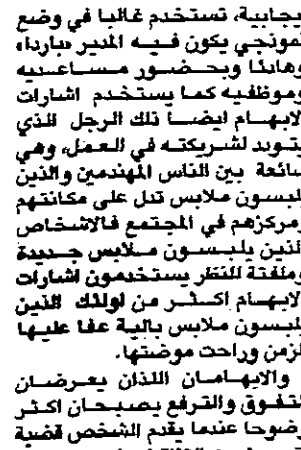 يجابية، تستخدم غالبا في وضع
نموذجي يكون فيه المدير «باردا»
وهادئا وبحضور مساعديه
وموظفيه كما يستخدم اشارات
الابهام ايضا ذلك الرجل الذي
يتودد لشريكته في العمل، وهي
شائعة بين الناس المهندمين والذين
يلبسون ملابس تدل على مكانتهم
ومركزهم في المجتمع فالاشخاص
الذين يلبسون ملابس جديدة
وملفتة للنظر يستخدمون اشارات
الابهام اكثر من اولئك الذين
يلبسون ملابس بالية عفا عليها
الزمن وراحت موضتها.
والابهامان اللذان يعرضان
التفوق والترفع يصبحان اكثر
وضوحا عندما يقدم الشخص قضية